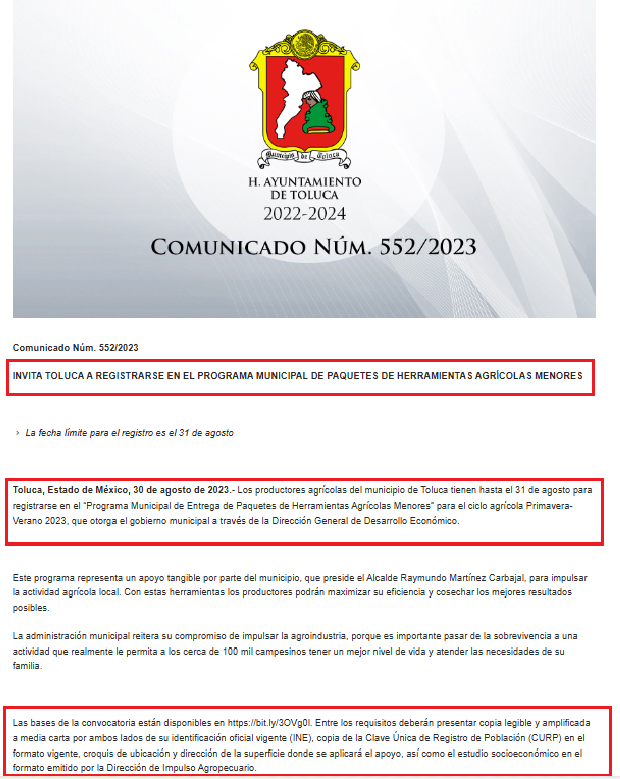 Municipio de Toluca
H. AYUNTAMIENTO
DE TOLUCA
2022-2024
COMUNICADO NÚM. 552/2023
Comunicado Núm. 552/2023
INVITA TOLUCA A REGISTRARSE EN EL PROGRAMA MUNICIPAL DE PAQUETES DE HERRAMIENTAS AGRÍCOLAS MENORES
› La fecha límite para el registro es el 31 de agosto
Toluca, Estado de México, 30 de agosto de 2023.- Los productores agrícolas del municipio de Toluca tienen hasta el 31 de agosto para
registrarse en el "Programa Municipal de Entrega de Paquetes de Herramientas Agrícolas Menores" para el ciclo agrícola Primavera-
Verano 2023, que otorga el gobierno municipal a través de la Dirección General de Desarrollo Económico.
Este programa representa un apoyo tangible por parte del municipio, que preside el Alcalde Raymundo Martínez Carbajal, para impulsar
la actividad agrícola local. Con estas herramientas los productores podrán maximizar su eficiencia y cosechar los mejores resultados
posibles.
La administración municipal reitera su compromiso de impulsar la agroindustria, porque es importante pasar de la sobrevivencia a una
actividad que realmente le permita a los cerca de 100 mil campesinos tener un mejor nivel de vida y atender las necesidades de su
familia.
Las bases de la convocatoria están disponibles en https://bit.ly/3OVg0I. Entre los requisitos deberán presentar copia legible y amplificada
a media carta por ambos lados de su identificación oficial vigente (INE), copia de la Clave Única de Registro de Población (CURP) en el
formato vigente, croquis de ubicación y dirección de la superficie donde se aplicará el apoyo, así como el estudio socioeconómico en el
formato emitido por la Dirección de Impulso Agropecuario.